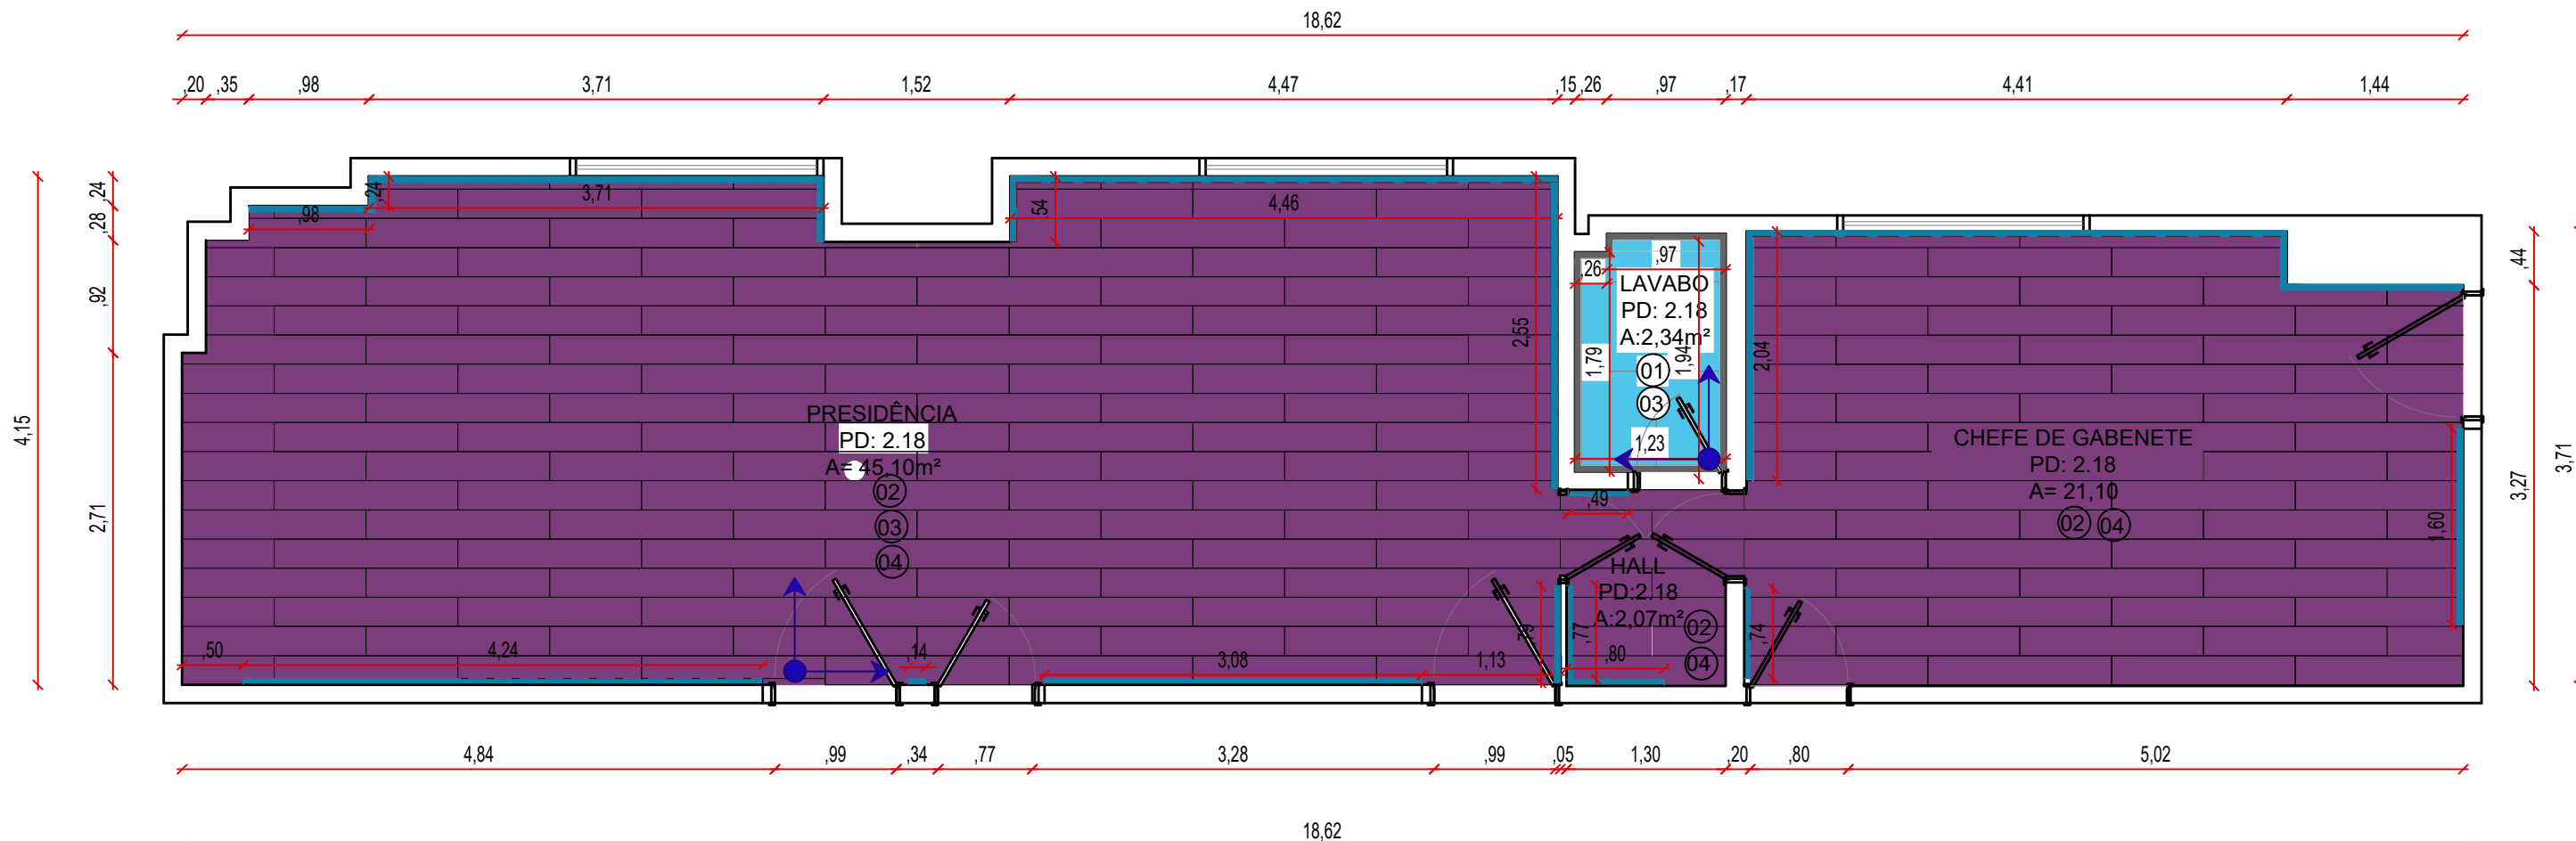 18,62
,20 ,35 ,98 3,71 1,52 4,47 ,15 ,26 ,97 ,17 4,41 1,44
,24
,28
,92
2,71
4,15
,98
,24
3,71
,54
4,46
2,55
,26
,97
LAVABO
PD: 2.18
A:2,34m²
01
03
1,79
1,94
1,23
2,04
,44
3,27
3,71
PRESIDÊNCIA
PD: 2.18
A= 45,10m²
02
03
04
CHEFE DE GABENETE
PD: 2.18
A= 21,10
02 04
1,60
,49
HALL
PD:2.18
A:2,07m²
02
04
,79
,77
,74
,80
,50 4,24 ,14 3,08 1,13
4,84 ,99 ,34 ,77 3,28 ,99 ,05 1,30 ,20 ,80 5,02
18,62